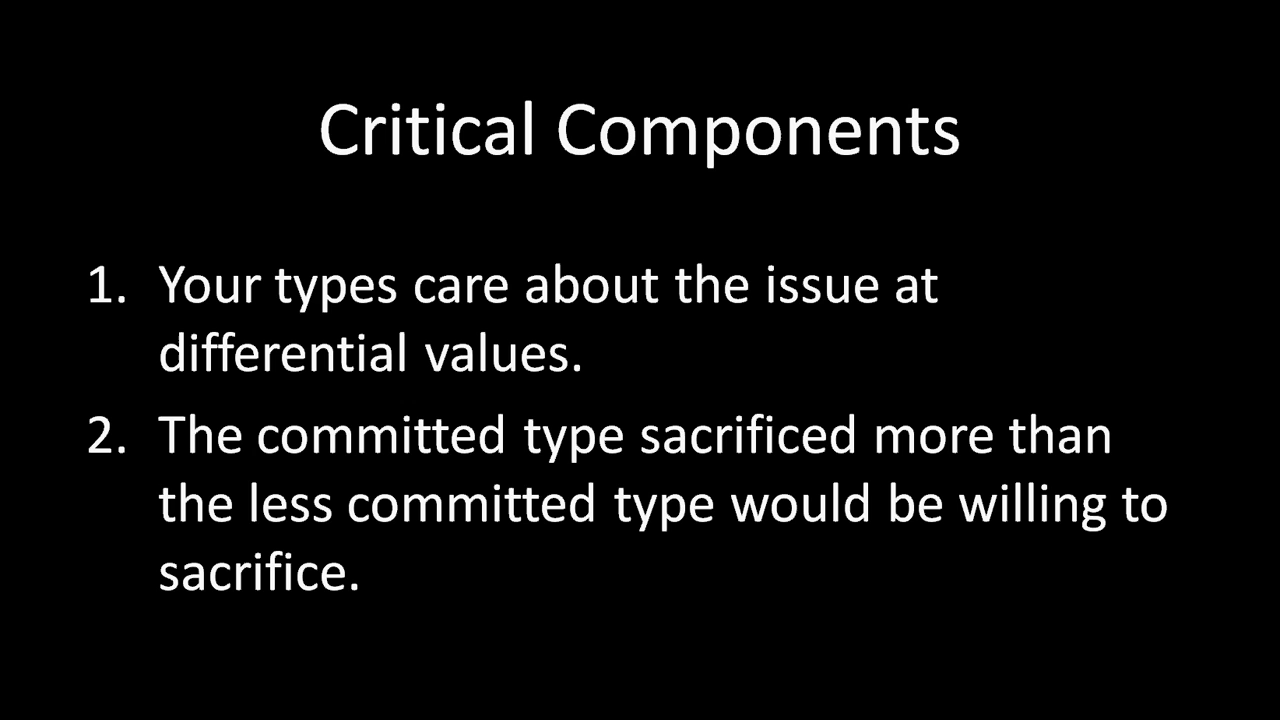 Critical Components
1. Your types care about the issue at
differential values.
2. The committed type sacrificed more than
the less committed type would be willing to
sacrifice.